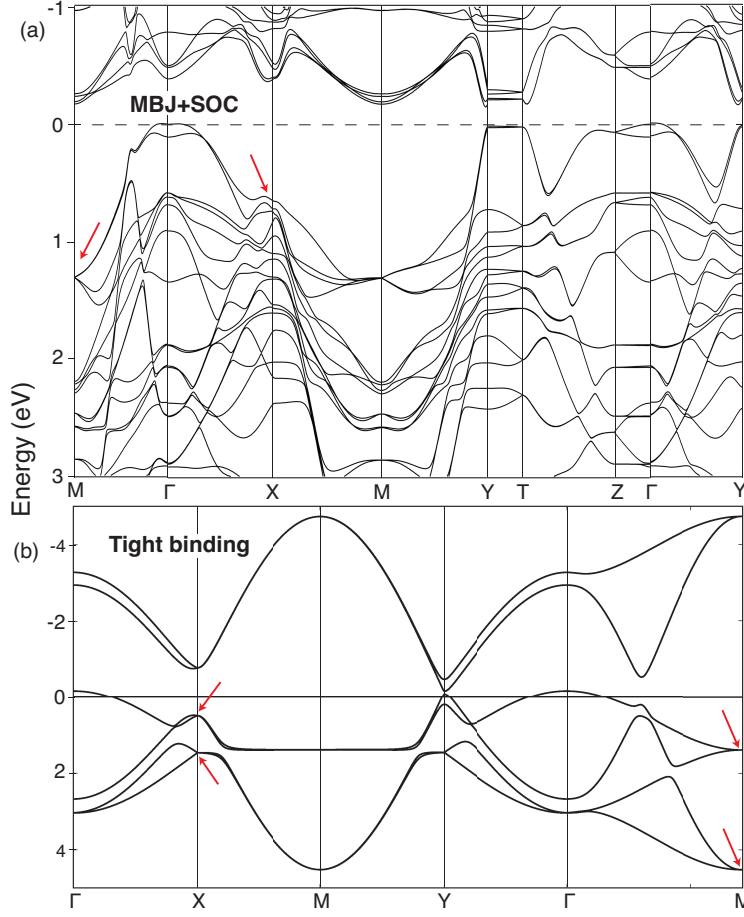 -1
(a)
MBJ+SOC
0
1
2
3
Energy (eV)
M Γ X M Y T Z Γ Y
(b)
Tight binding
-4
-2
0
2
4
Γ X M Y Γ M